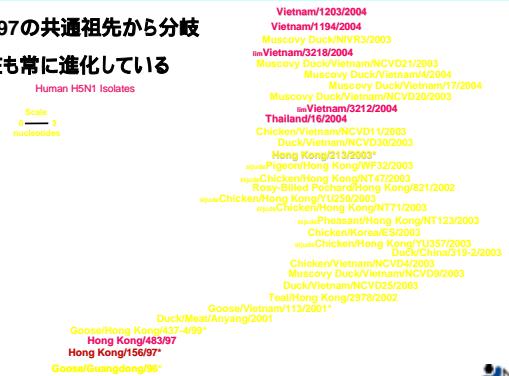 97の共通祖先から分岐
も常に進化している
Human H5N1 Isolates
Scale
nucleotides
Vietnam/1203/2004
Vietnam/1194/2004
Muscovy Duck/Vietnam/NCVD21/2003
Vietnam/3218/2004
Muscovy Duck/Vietnam/4/2004
Muscovy Duck/Vietnam/17/2004
Muscovy Duck/Vietnam/NCVD20/2003
Vietnam/3212/2004
Thailand/16/2004
Chicken/Vietnam/NCVD11/2003
Duck/Vietnam/NCVD30/2003
Hong Kong/213/2003*
Pigeon/Hong Kong/WF32/2003
Chicken/Hong Kong/NT47/2003
Rosy-Billed Pochard/Hong Kong/821/2002
Chicken/Hong Kong/YU250/2003
Chicken/Hong Kong/NT71/2003
Pheasant/Hong Kong/NT123/2003
Chicken/Korea/ES/2003
Chicken/Hong Kong/YU357/2003
Duck/China/319-2/2003
Chicken/Vietnam/NCVD4/2003
Muscovy Duck/Vietnam/NCVD9/2003
Duck/Vietnam/NCVD25/2003
Teal/Hong Kong/2978/2002
Goose/Vietnam/113/2001*
Duck/Meat/Anyang/2001
Goose/Hong Kong/437-4/99*
Hong Kong/483/97
Hong Kong/156/97*
Goose/Guangdong/96*